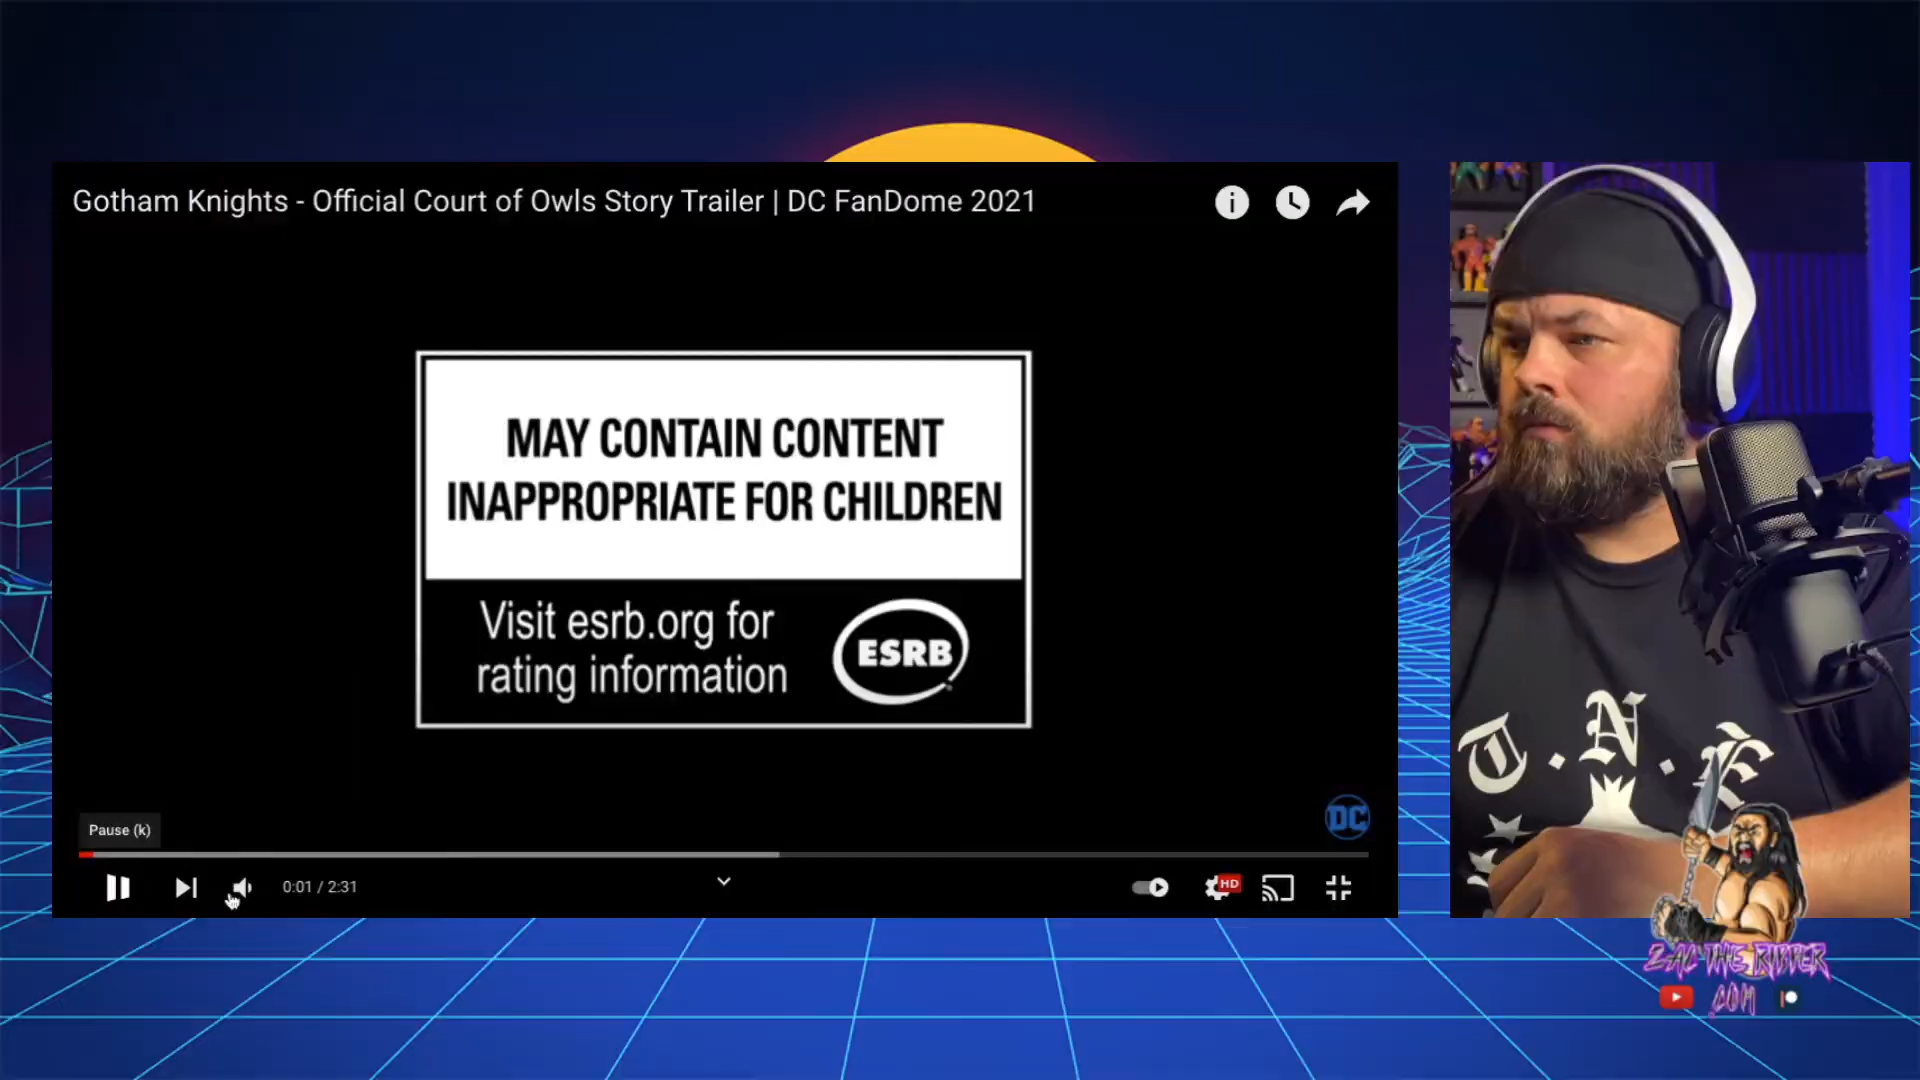 Gotham Knights - Official Court of Owls Story Trailer | DC FanDome 2021
MAY CONTAIN CONTENT
INAPPROPRIATE FOR CHILDREN
Visit esrb.org for
rating information
ESRB
DC
Pause (k)
0:01 / 2:31
HD
T.N.E
ZAC THE RIPPER
.COM